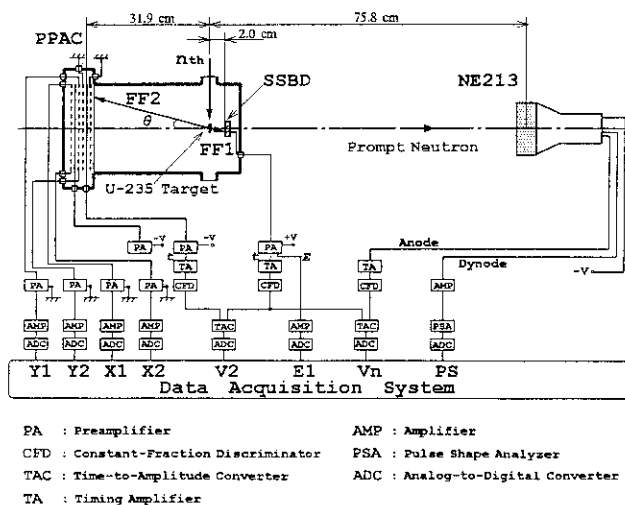 31.9 cm
75.8 cm
2.0 cm
PPAC
nth
SSBD
NE213
FF2
θ
FF1
U-235 Target
Prompt Neutron
Anode
Dynode
-V
-V
-V
+V
PA
PA
PA
t
t
E
TA
TA
TA
CFD
CFD
CFD
PA
PA
PA
PA
AMP
AMP
AMP
AMP
AMP
TAC
AMP
TAC
PSA
ADC
ADC
ADC
ADC
ADC
ADC
ADC
ADC
Y1 Y2 X1 X2 V2 E1 Vn PS
Data Acquisition System
PA : Preamplifier
CFD : Constant-Fraction Discriminator
TAC : Time-to-Amplitude Converter
TA : Timing Amplifier
AMP : Amplifier
PSA : Pulse Shape Analyzer
ADC : Analog-to-Digital Converter